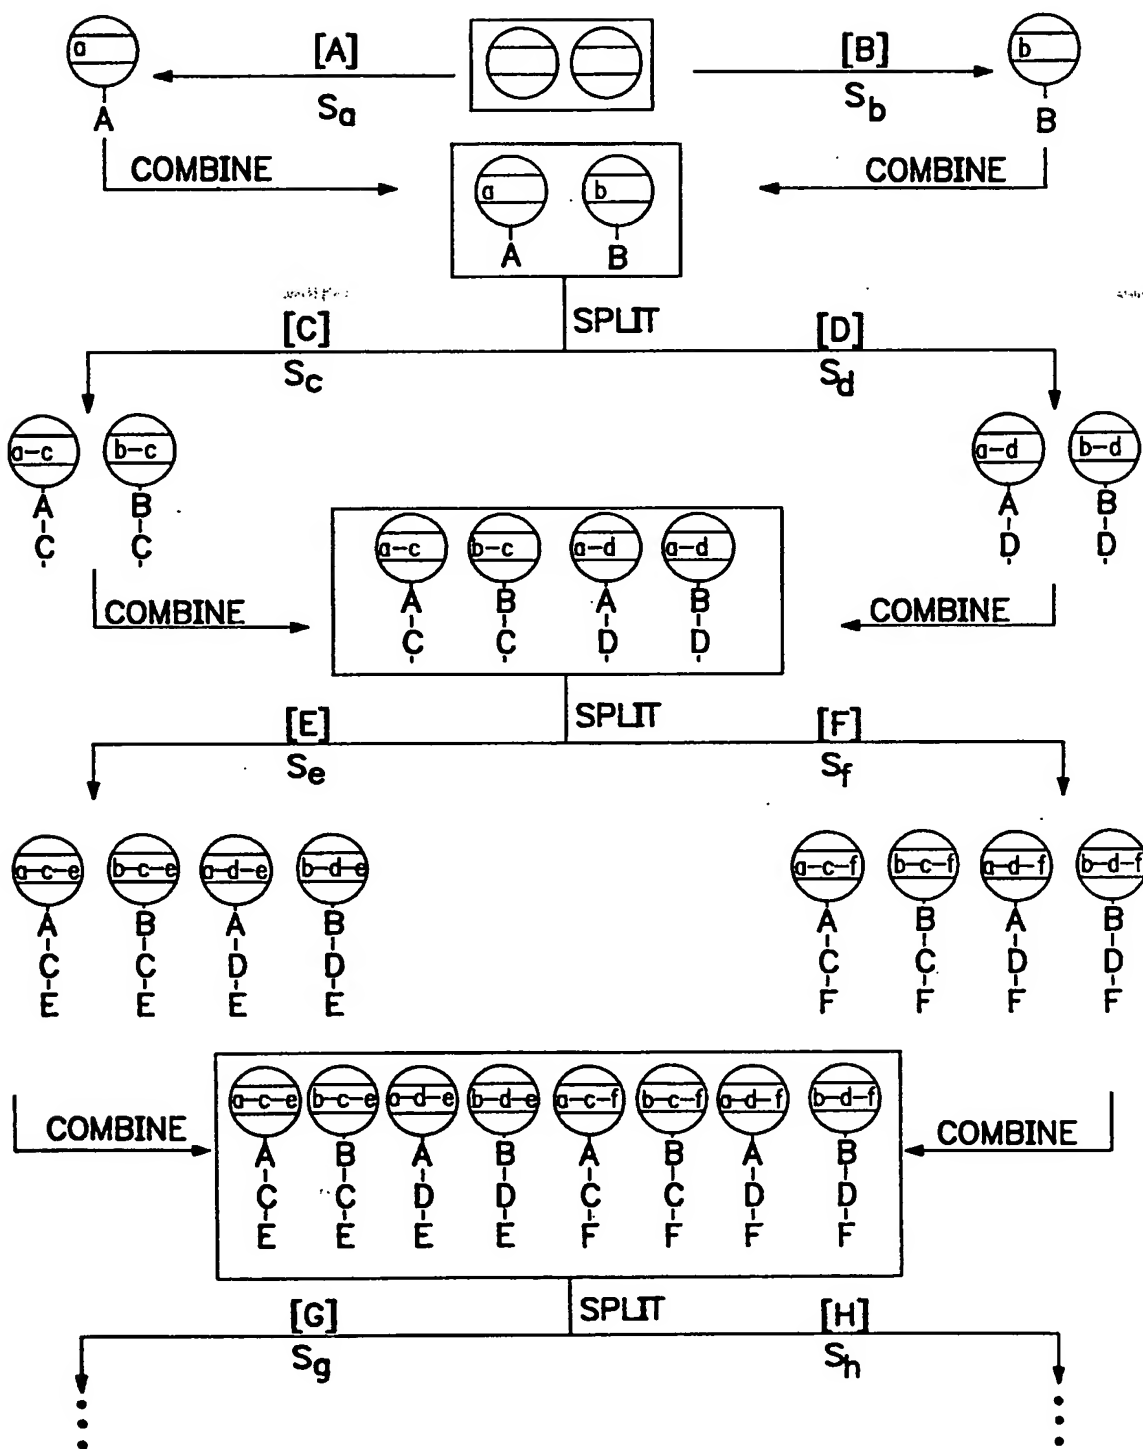 a [A] [B] b
Sa Sb
A B
COMBINE COMBINE
a b
A B
SPLIT
[C] [D]
Sc Sd
a-c b-c a-d b-d
A B A B
C C D D
a-c b-c a-d a-d
A B A B
C C D D
COMBINE COMBINE
SPLIT
[E] [F]
Se Sf
a-c-e b-c-e a-d-e b-d-e a-c-f b-c-f a-d-f b-d-f
A B A B A B A B
C C D D C C D D
E E E E F F F F
a-c-e b-c-e a-d-e b-d-e a-c-f b-c-f a-d-f b-d-f
COMBINE COMBINE
A B A B A B A B
C C D D C C D D
E E E E F F F F
SPLIT
[G] [H]
Sg Sh